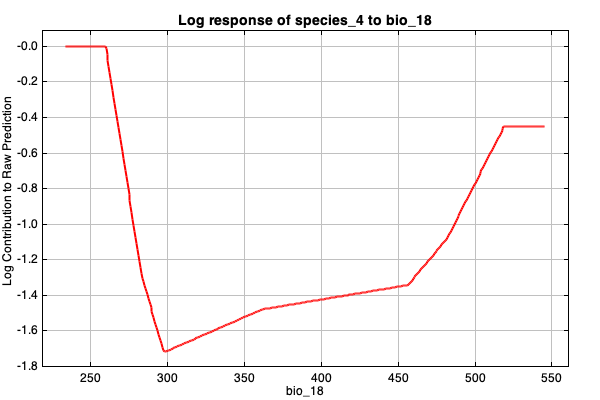 Log response of species_4 to bio_18
Log Contribution to Raw Prediction
-0.0
-0.2
-0.4
-0.6
-0.8
-1.0
-1.2
-1.4
-1.6
-1.8
250 300 350 400 450 500 550
bio_18